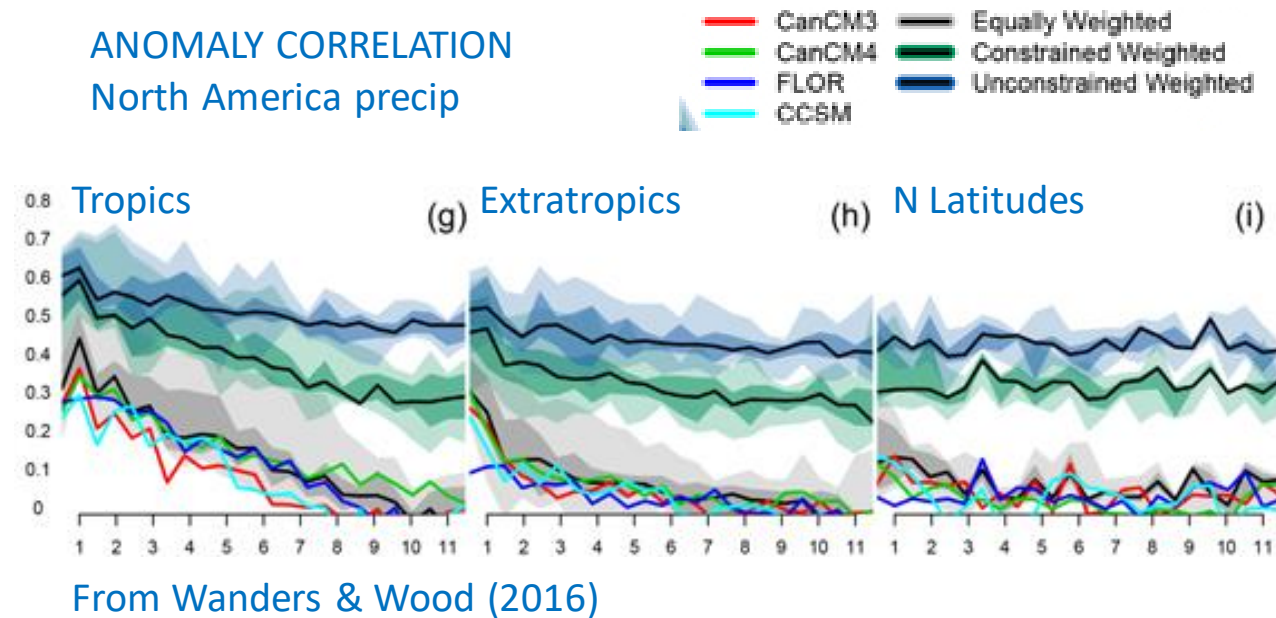 ANOMALY CORRELATION
North America precip
CanCM3
CanCM4
FLOR
CCSM
Equally Weighted
Constrained Weighted
Unconstrained Weighted
Tropics
(g)
Extratropics
(h)
N Latitudes
(i)
0.8
0.7
0.6
0.5
0.4
0.3
0.2
0.1
0
1 2 3 4 5 6 7 8 9 10 11
1 2 3 4 5 6 7 8 9 10 11
1 2 3 4 5 6 7 8 9 10 11
From Wanders & Wood (2016)